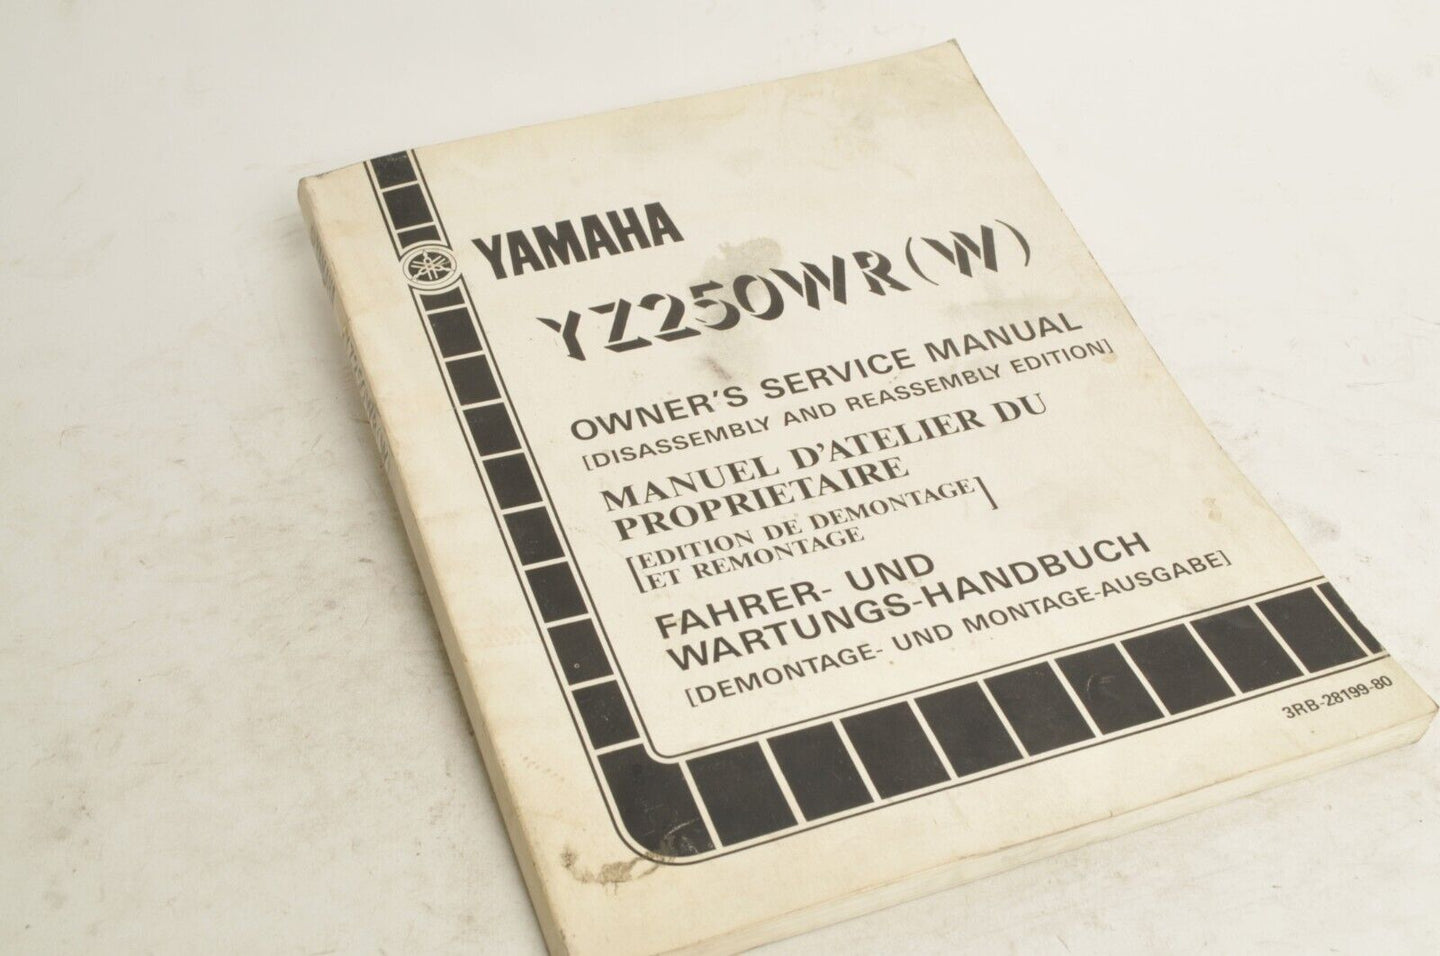 YAMAHA
YZ250WR(W)
OWNER'S SERVICE MANUAL
[DISASSEMBLY AND REASSEMBLY EDITION]
MANUEL D'ATELIER DU
PROPRIETAIRE
[EDITION DE DEMONTAGE
ET REMONTAGE]
FAHRER- UND
WARTUNGS-HANDBUCH
[DEMONTAGE- UND MONTAGE-AUSGABE]
3RB-28199-80